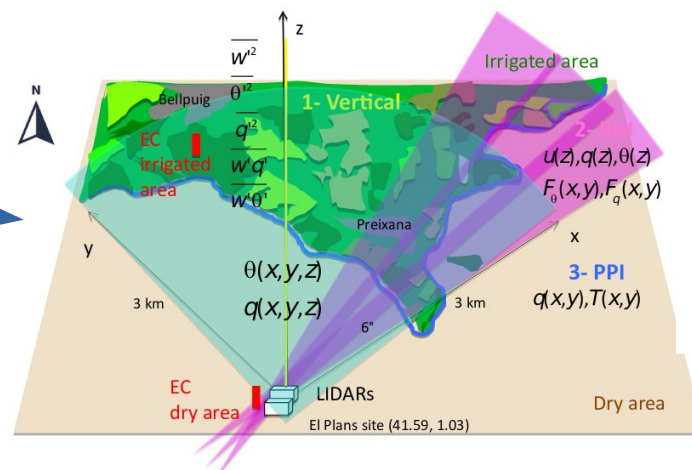 z
N
Irrigated area
Bellpuig
1- Vertical
EC
irrigated
area
w'²
θ'²
q'²
w'q'
w'θ'
2-
u(z),q(z),θ(z)
F_θ(x,y),F_q(x,y)
Preixana
y
x
θ(x,y,z)
q(x,y,z)
3- PPI
q(x,y),T(x,y)
3 km
3 km
6°
EC
dry area
LIDARs
Dry area
El Plans site (41.59, 1.03)